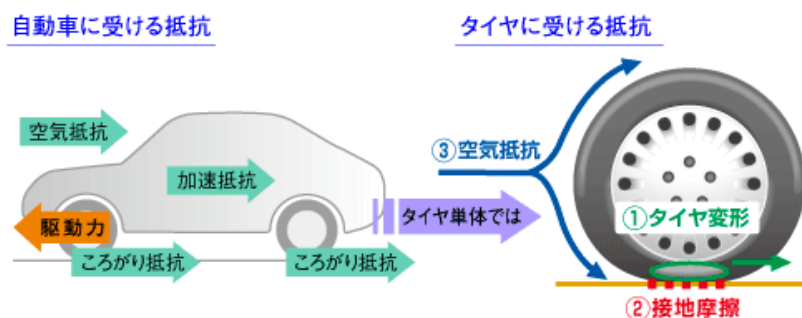 自動車に受ける抵抗
タイヤに受ける抵抗
空気抵抗
加速抵抗
駆動力
ころがり抵抗
ころがり抵抗
タイヤ単体では
③空気抵抗
①タイヤ変形
②接地摩擦